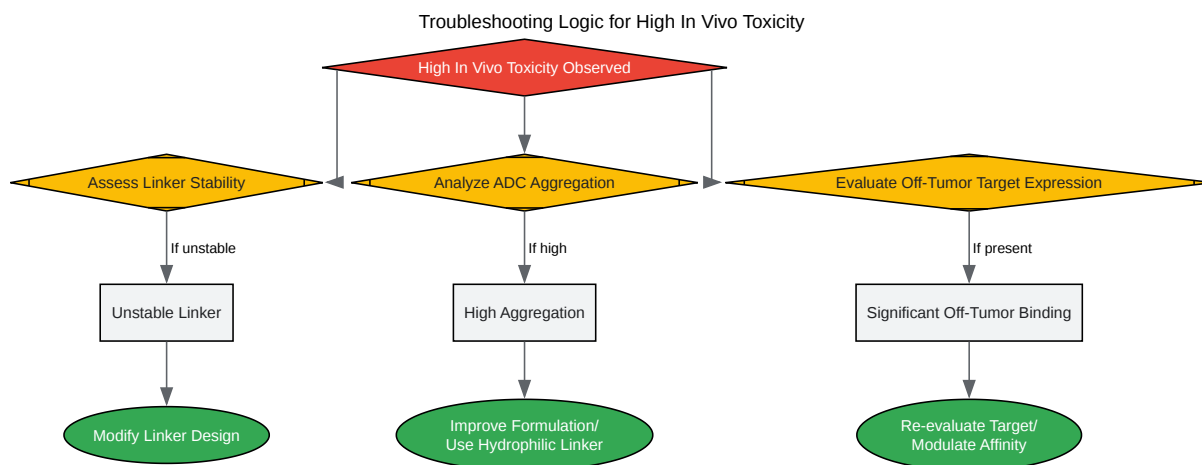 Troubleshooting Logic for High In Vivo Toxicity
High In Vivo Toxicity Observed
Assess Linker Stability
Analyze ADC Aggregation
Evaluate Off-Tumor Target Expression
If unstable
If high
If present
Unstable Linker
High Aggregation
Significant Off-Tumor Binding
Modify Linker Design
Improve Formulation/
Use Hydrophilic Linker
Re-evaluate Target/
Modulate Affinity